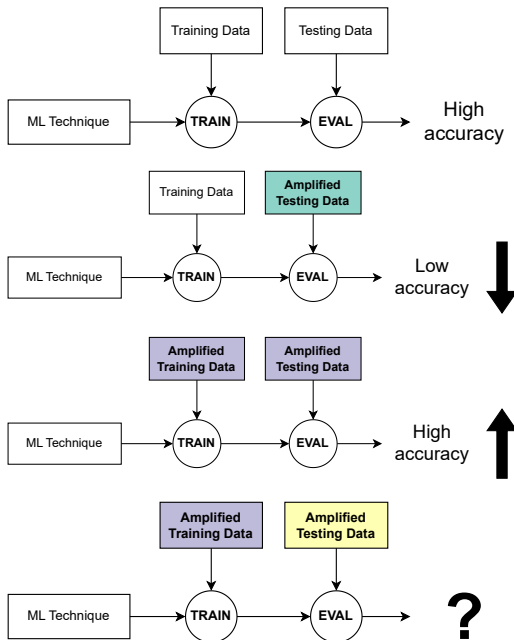 Training Data
Testing Data
ML Technique
TRAIN
EVAL
High
accuracy
Training Data
Amplified
Testing Data
ML Technique
TRAIN
EVAL
Low
accuracy
Amplified
Training Data
Amplified
Testing Data
ML Technique
TRAIN
EVAL
High
accuracy
Amplified
Training Data
Amplified
Testing Data
ML Technique
TRAIN
EVAL
?